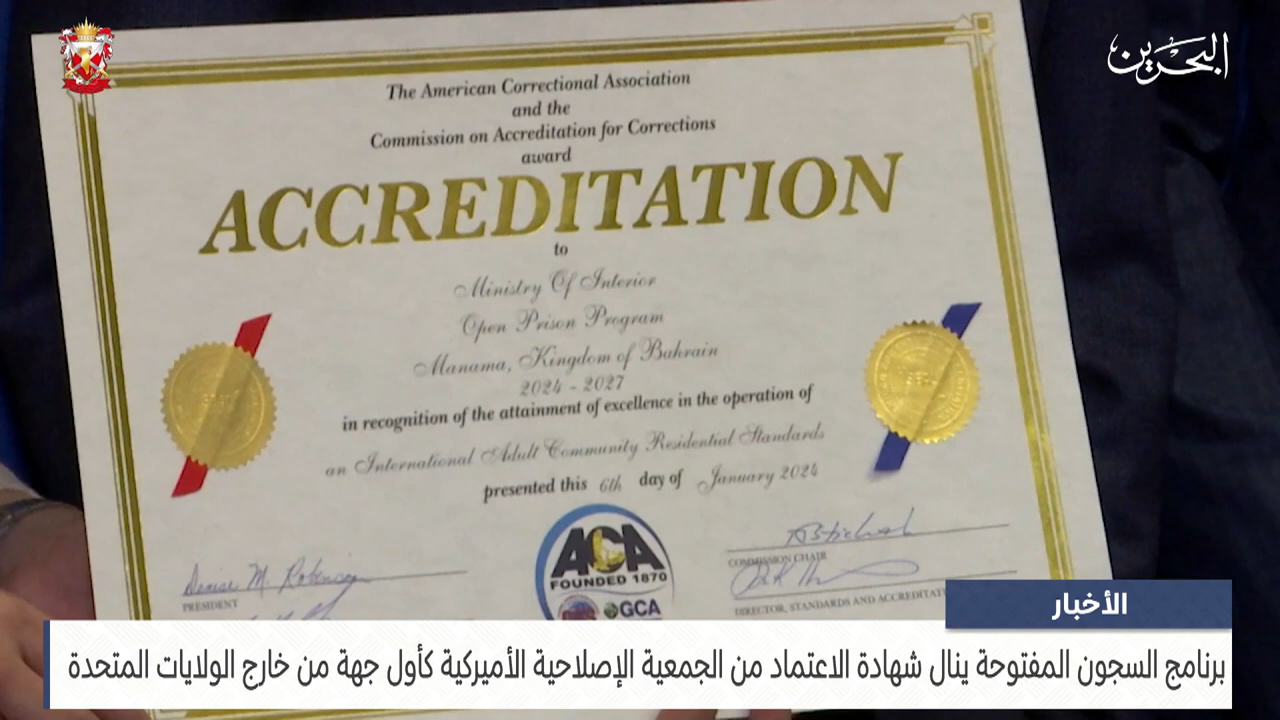 البحرين
The American Correctional Association
and the
Commission on Accreditation for Corrections
award
ACCREDITATION
to
Ministry Of Interior
Open Prison Program
Manama, Kingdom of Bahrain
2024 - 2027
in recognition of the attainment of excellence in the operation of
an International Adult Community Residential Standards
presented this 6th day of January 2024
ACA
FOUNDED 1870
GCA
Denise M. Robinson
PRESIDENT
COMMISSION CHAIR
DIRECTOR, STANDARDS AND ACCREDITATI
الأخبار
برنامج السجون المفتوحة ينال شهادة الاعتماد من الجمعية الإصلاحية الأميركية كأول جهة من خارج الولايات المتحدة